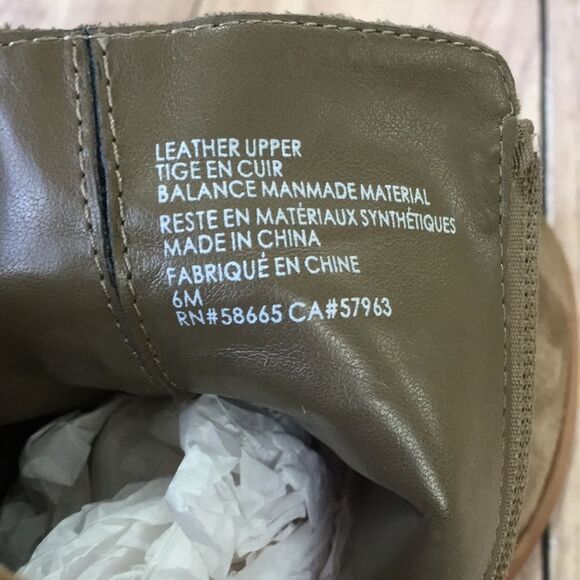 LEATHER UPPER
TIGE EN CUIR
BALANCE MANMADE MATERIAL
RESTE EN MATÉRIAUX SYNTHÉTIQUES
MADE IN CHINA
FABRIQUÉ EN CHINE
6M
RN#58665 CA#57963